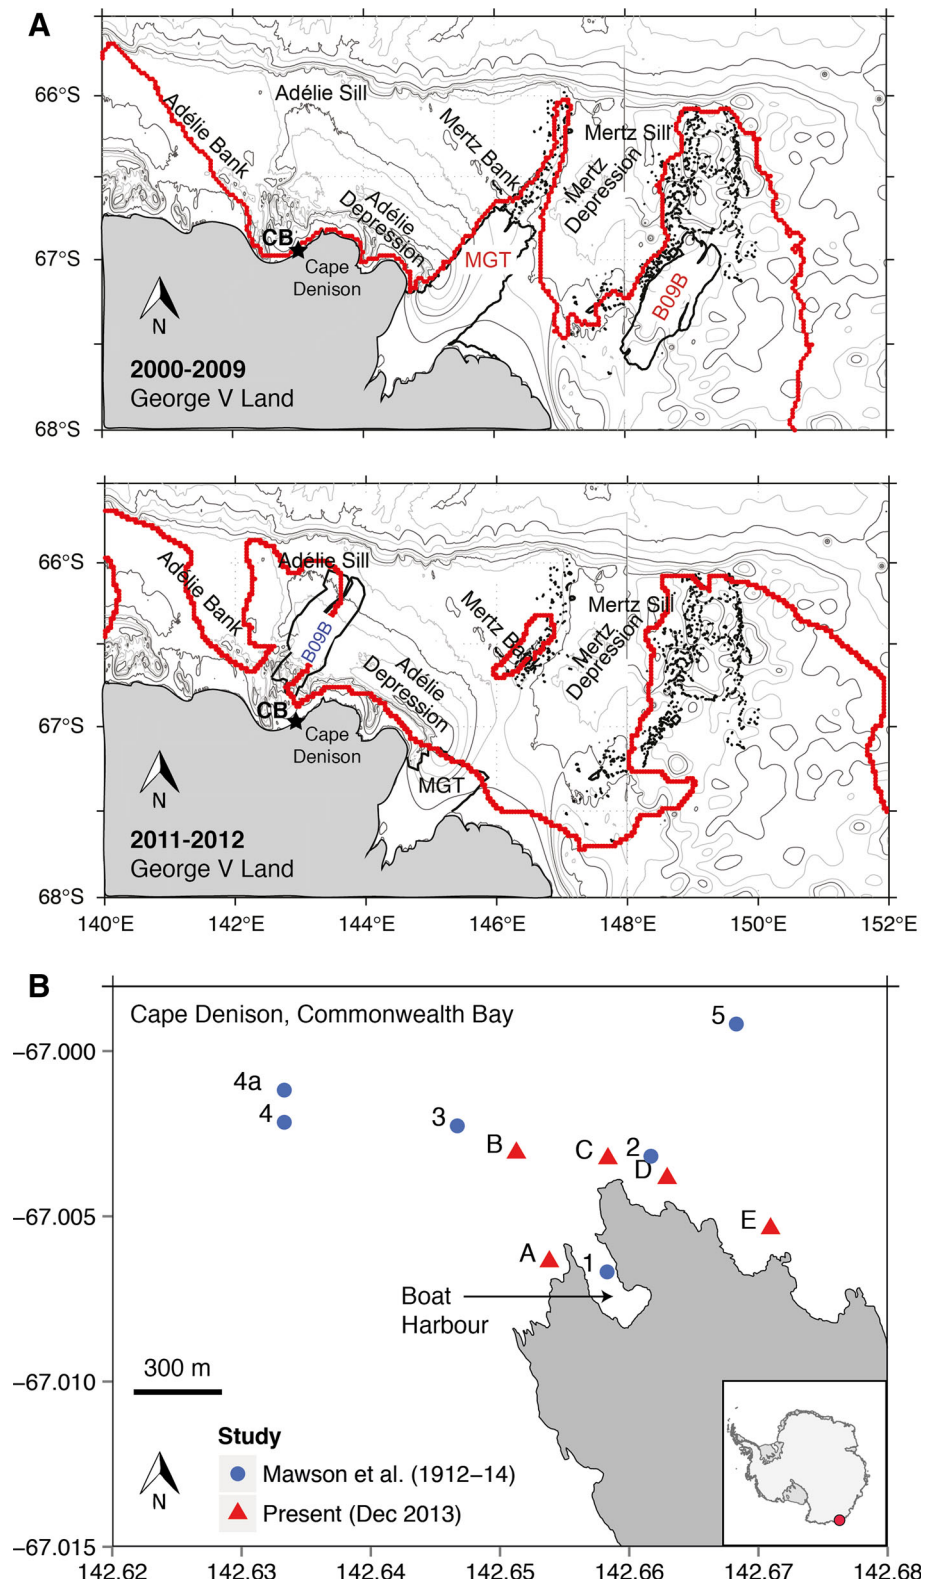 A
66°S
67°S
68°S
Adélie Bank
Adélie Sill
Mertz Bank
Mertz Sill
Mertz
Depression
Adélie
Depression
CB
Cape
Denison
MGT
B09B
N
2000-2009
George V Land
66°S
67°S
68°S
Adélie Bank
Adélie Sill
B09B
Mertz Ba
Mertz Sill
Mertz
Depression
Adélie
Depression
CB
Cape
Denison
MGT
N
2011-2012
George V Land
140°E
142°E
144°E
146°E
148°E
150°E
152°E
B
Cape Denison, Commonwealth Bay
5
−67.000
4a
4
3
B
C
2
D
−67.005
E
A
1
Boat
Harbour
300 m
−67.010
Study
Mawson et al. (1912−14)
Present (Dec 2013)
N
−67.015
142.62
142.63
142.64
142.65
142.66
142.67
142.68